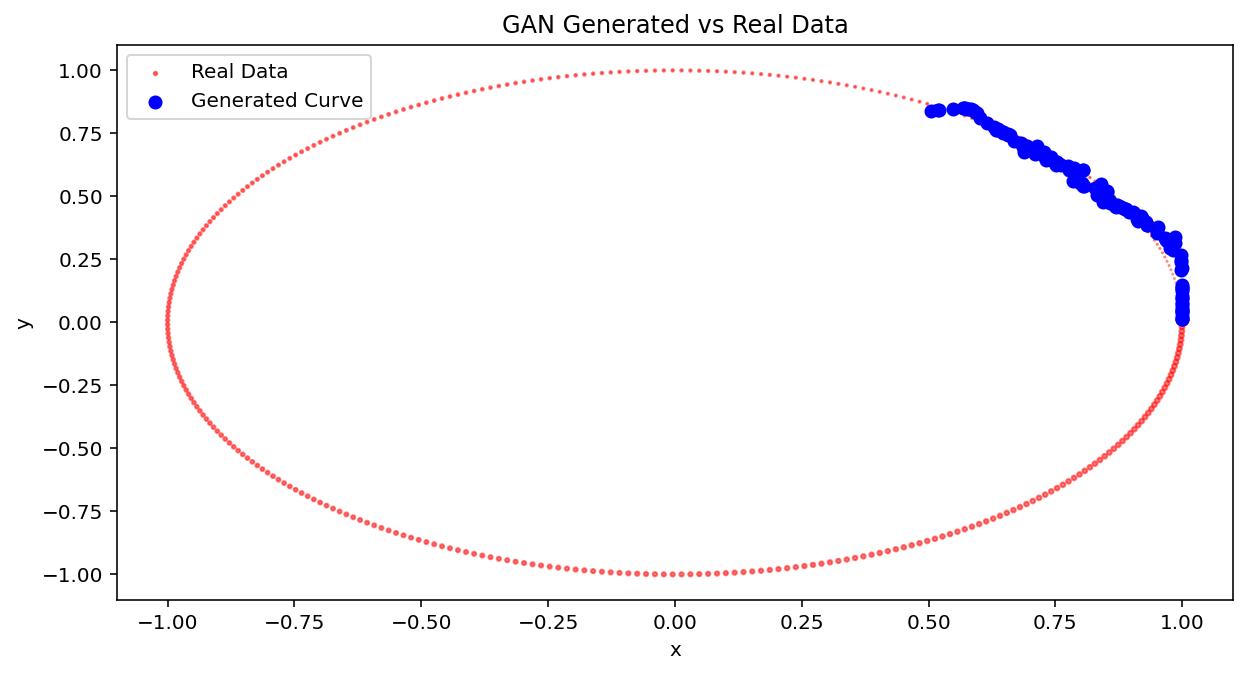 GAN Generated vs Real Data
Real Data
Generated Curve
1.00
0.75
0.50
0.25
0.00
−0.25
−0.50
−0.75
−1.00
y
−1.00 −0.75 −0.50 −0.25 0.00 0.25 0.50 0.75 1.00
x